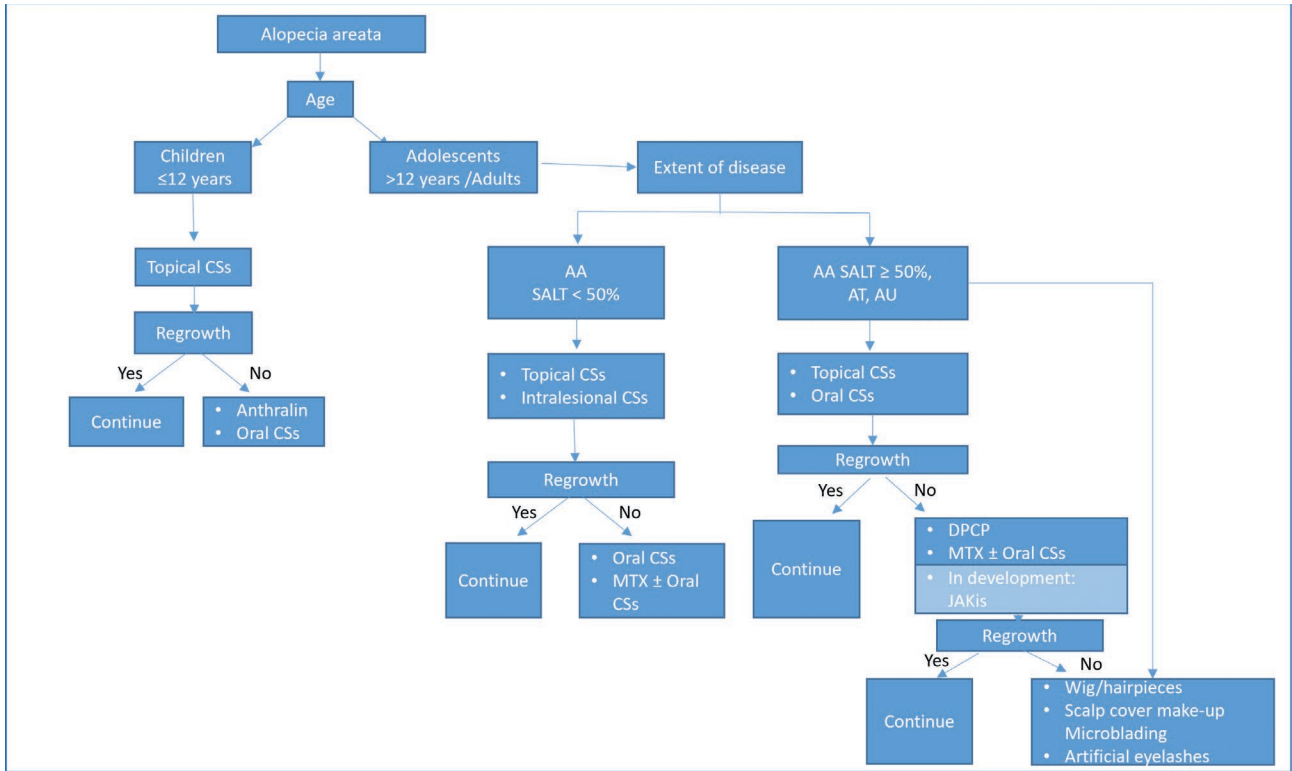 Alopecia areata
Age
Children
≤12 years
Adolescents
>12 years /Adults
Extent of disease
Topical CSs
AA
SALT < 50%
AA SALT ≥ 50%,
AT, AU
Regrowth
Yes
No
Continue
• Anthralin
• Oral CSs
• Topical CSs
• Intralesional CSs
• Topical CSs
• Oral CSs
Regrowth
Yes
No
Continue
• Oral CSs
• MTX ± Oral
CSs
Regrowth
Yes
No
Continue
• DPCP
• MTX ± Oral CSs
• In development:
JAKis
Regrowth
Yes
No
Continue
• Wig/hairpieces
• Scalp cover make-up
Microblading
• Artificial eyelashes